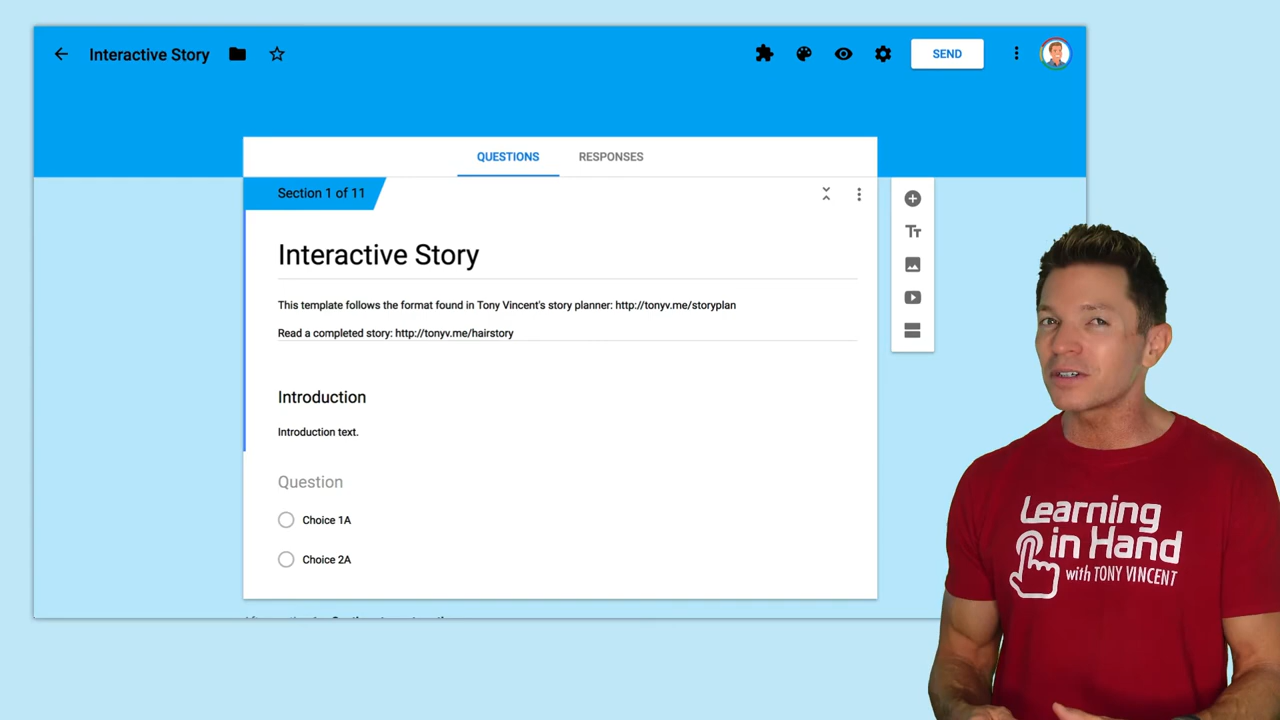 Interactive Story
SEND
QUESTIONS
RESPONSES
Section 1 of 11
Interactive Story
This template follows the format found in Tony Vincent's story planner: http://tonyv.me/storyplan
Read a completed story: http://tonyv.me/hairstory
Introduction
Introduction text.
Question
Choice 1A
Choice 2A
Learning
in Hand
with TONY VINCENT